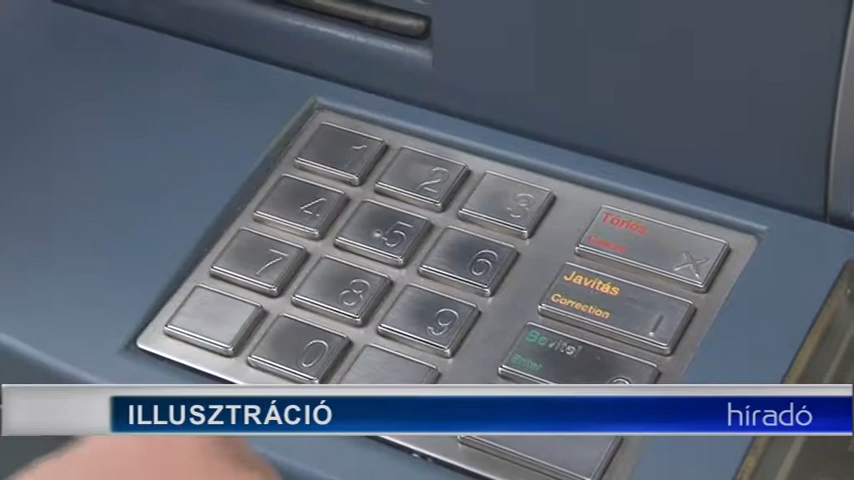 1
2
3
Törlés
4
5
6
Javítás
Correction
7
8
9
Bevitel
Enter
0
ILLUSZTRÁCIÓ
híradó